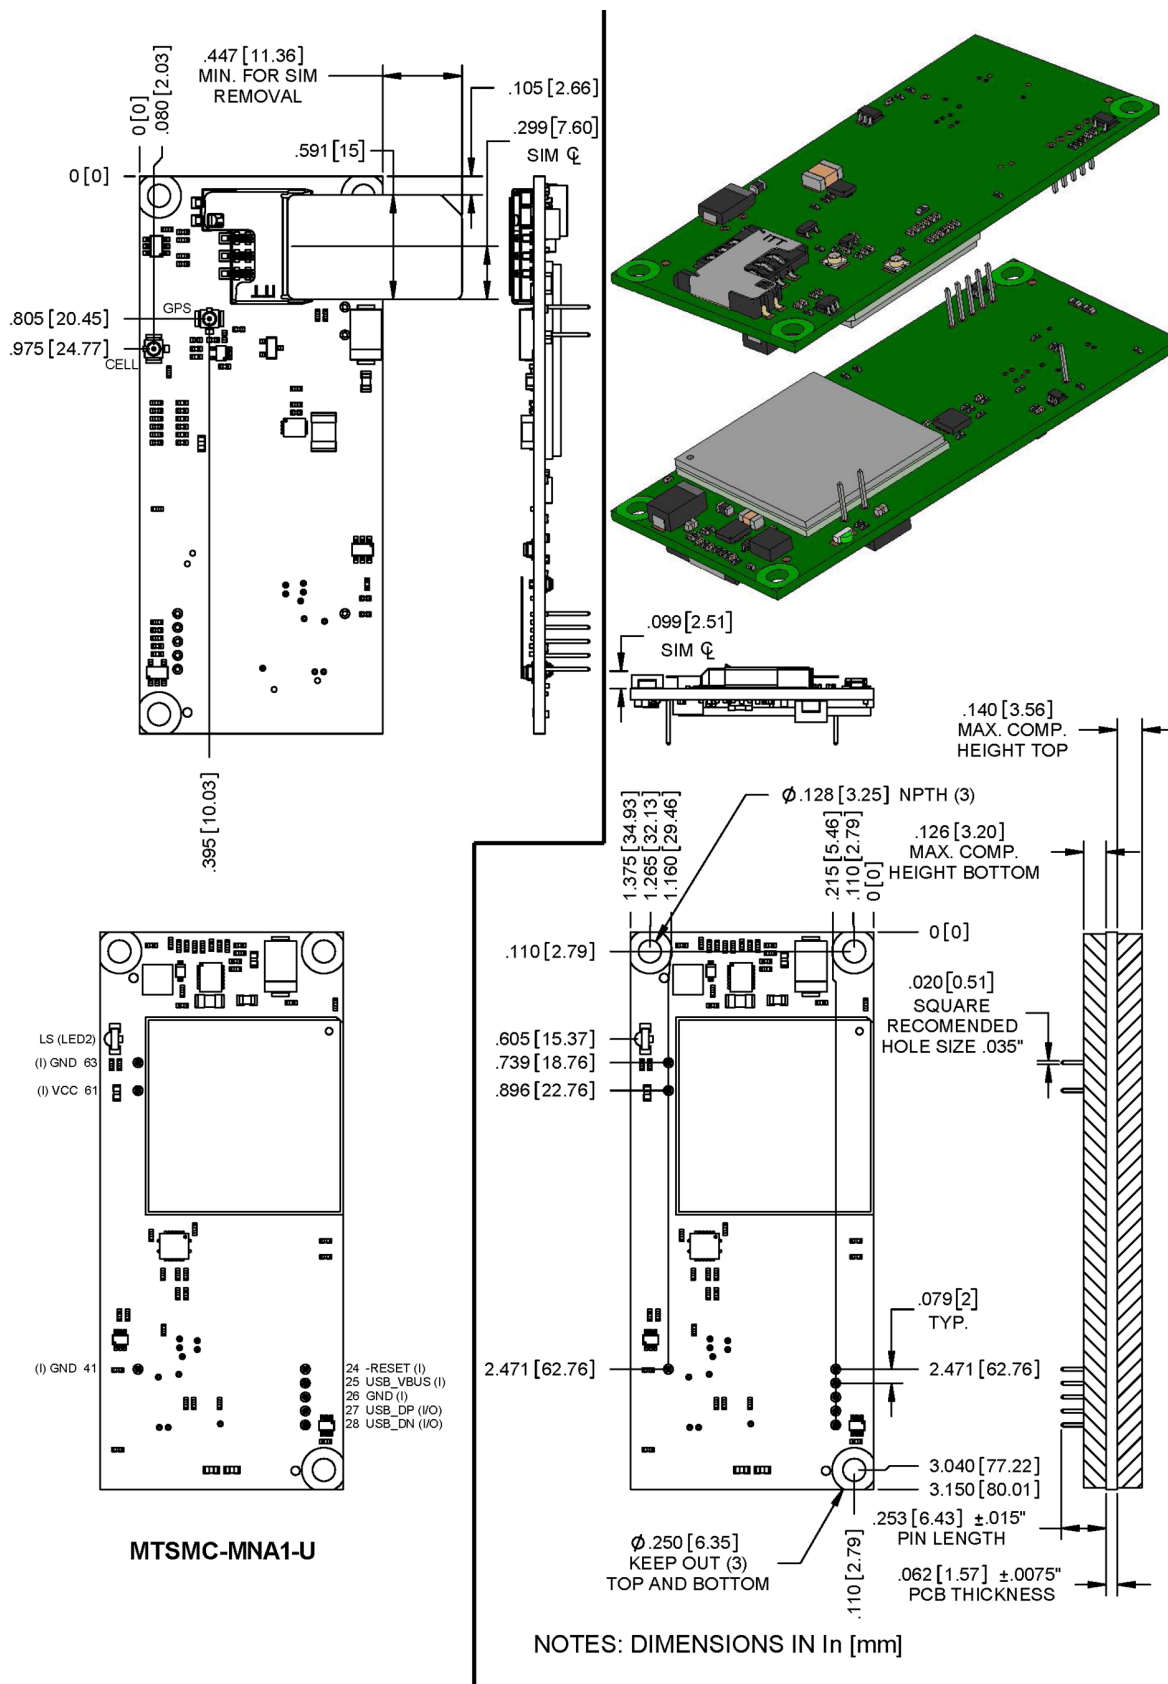 .447 [11.36]
MIN. FOR SIM
REMOVAL
0 [0]
.080 [2.03]
.105 [2.66]
.299 [7.60]
SIM ℄
.591 [15]
0 [0]
ITT
GPS
.805 [20.45]
.975 [24.77]
CELL
.395 [10.03]
ITT
.099 [2.51]
SIM ℄
.140 [3.56]
MAX. COMP.
HEIGHT TOP
Ø.128 [3.25] NPTH (3)
1.375 [34.93]
1.265 [32.13]
1.160 [29.46]
.215 [5.46]
.110 [2.79]
0 [0]
.126 [3.20]
MAX. COMP.
HEIGHT BOTTOM
.110 [2.79]
0 [0]
.020 [0.51]
SQUARE
RECOMENDED
HOLE SIZE .035"
LS (LED2)
(I) GND 63
(I) VCC 61
.605 [15.37]
.739 [18.76]
.896 [22.76]
.079 [2]
TYP.
(I) GND 41
24 -RESET (I)
25 USB_VBUS (I)
26 GND (I)
27 USB_DP (I/O)
28 USB_DN (I/O)
2.471 [62.76]
2.471 [62.76]
3.040 [77.22]
3.150 [80.01]
.253 [6.43] ±.015"
PIN LENGTH
MTSMC-MNA1-U
Ø.250 [6.35]
KEEP OUT (3)
TOP AND BOTTOM
.110 [2.79]
.062 [1.57] ±.0075"
PCB THICKNESS
NOTES: DIMENSIONS IN In [mm]